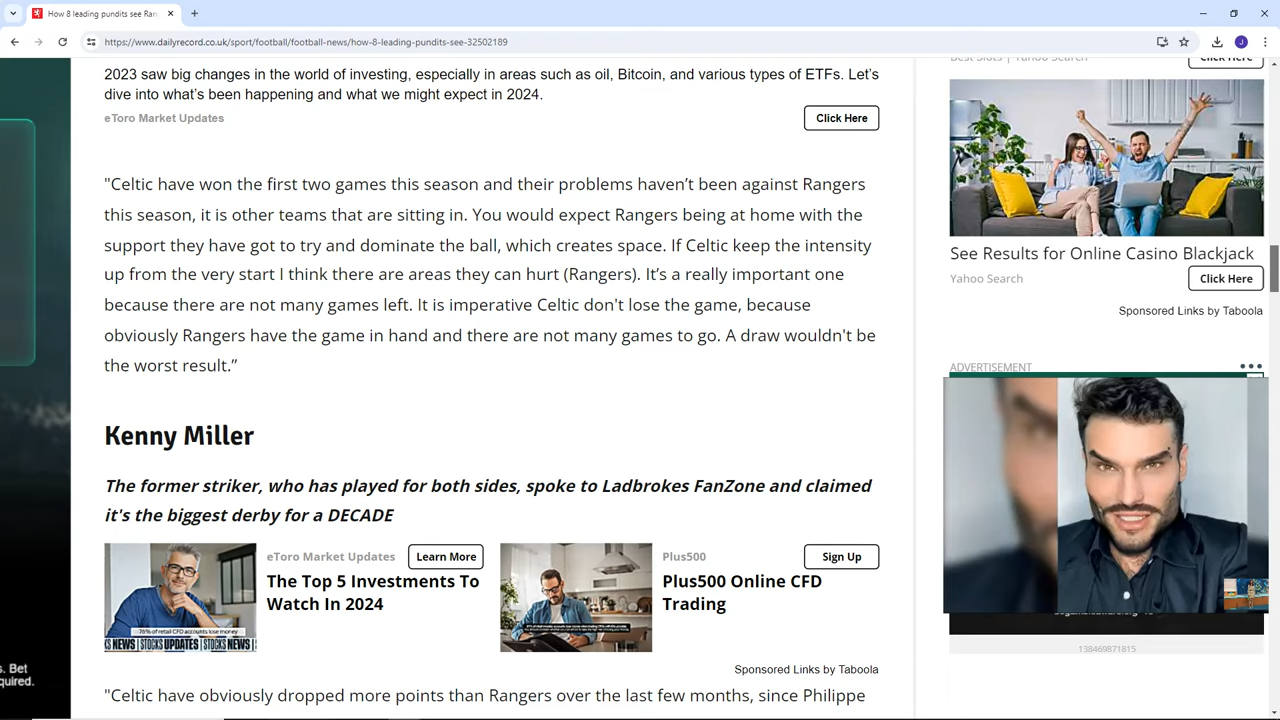 How 8 leading pundits see Ran
https://www.dailyrecord.co.uk/sport/football/football-news/how-8-leading-pundits-see-32502189
J
2023 saw big changes in the world of investing, especially in areas such as oil, Bitcoin, and various types of ETFs. Let's
dive into what's been happening and what we might expect in 2024.
eToro Market Updates
Click Here
"Celtic have won the first two games this season and their problems haven't been against Rangers
this season, it is other teams that are sitting in. You would expect Rangers being at home with the
support they have got to try and dominate the ball, which creates space. If Celtic keep the intensity
up from the very start I think there are areas they can hurt (Rangers). It's a really important one
because there are not many games left. It is imperative Celtic don't lose the game, because
obviously Rangers have the game in hand and there are not many games to go. A draw wouldn't be
the worst result."
Kenny Miller
The former striker, who has played for both sides, spoke to Ladbrokes FanZone and claimed
it's the biggest derby for a DECADE
eToro Market Updates
Learn More
The Top 5 Investments To
Watch In 2024
76% of retail CFD accounts lose money
S NEWS | STOCKS UPDATES | STOCKS NEWS |
Plus500
Sign Up
Plus500 Online CFD
Trading
Sponsored Links by Taboola
"Celtic have obviously dropped more points than Rangers over the last few months, since Philippe
s. Bet
quired.
Best Slots | Yahoo Search
Click Here
See Results for Online Casino Blackjack
Yahoo Search
Click Here
Sponsored Links by Taboola
ADVERTISEMENT
138469871815